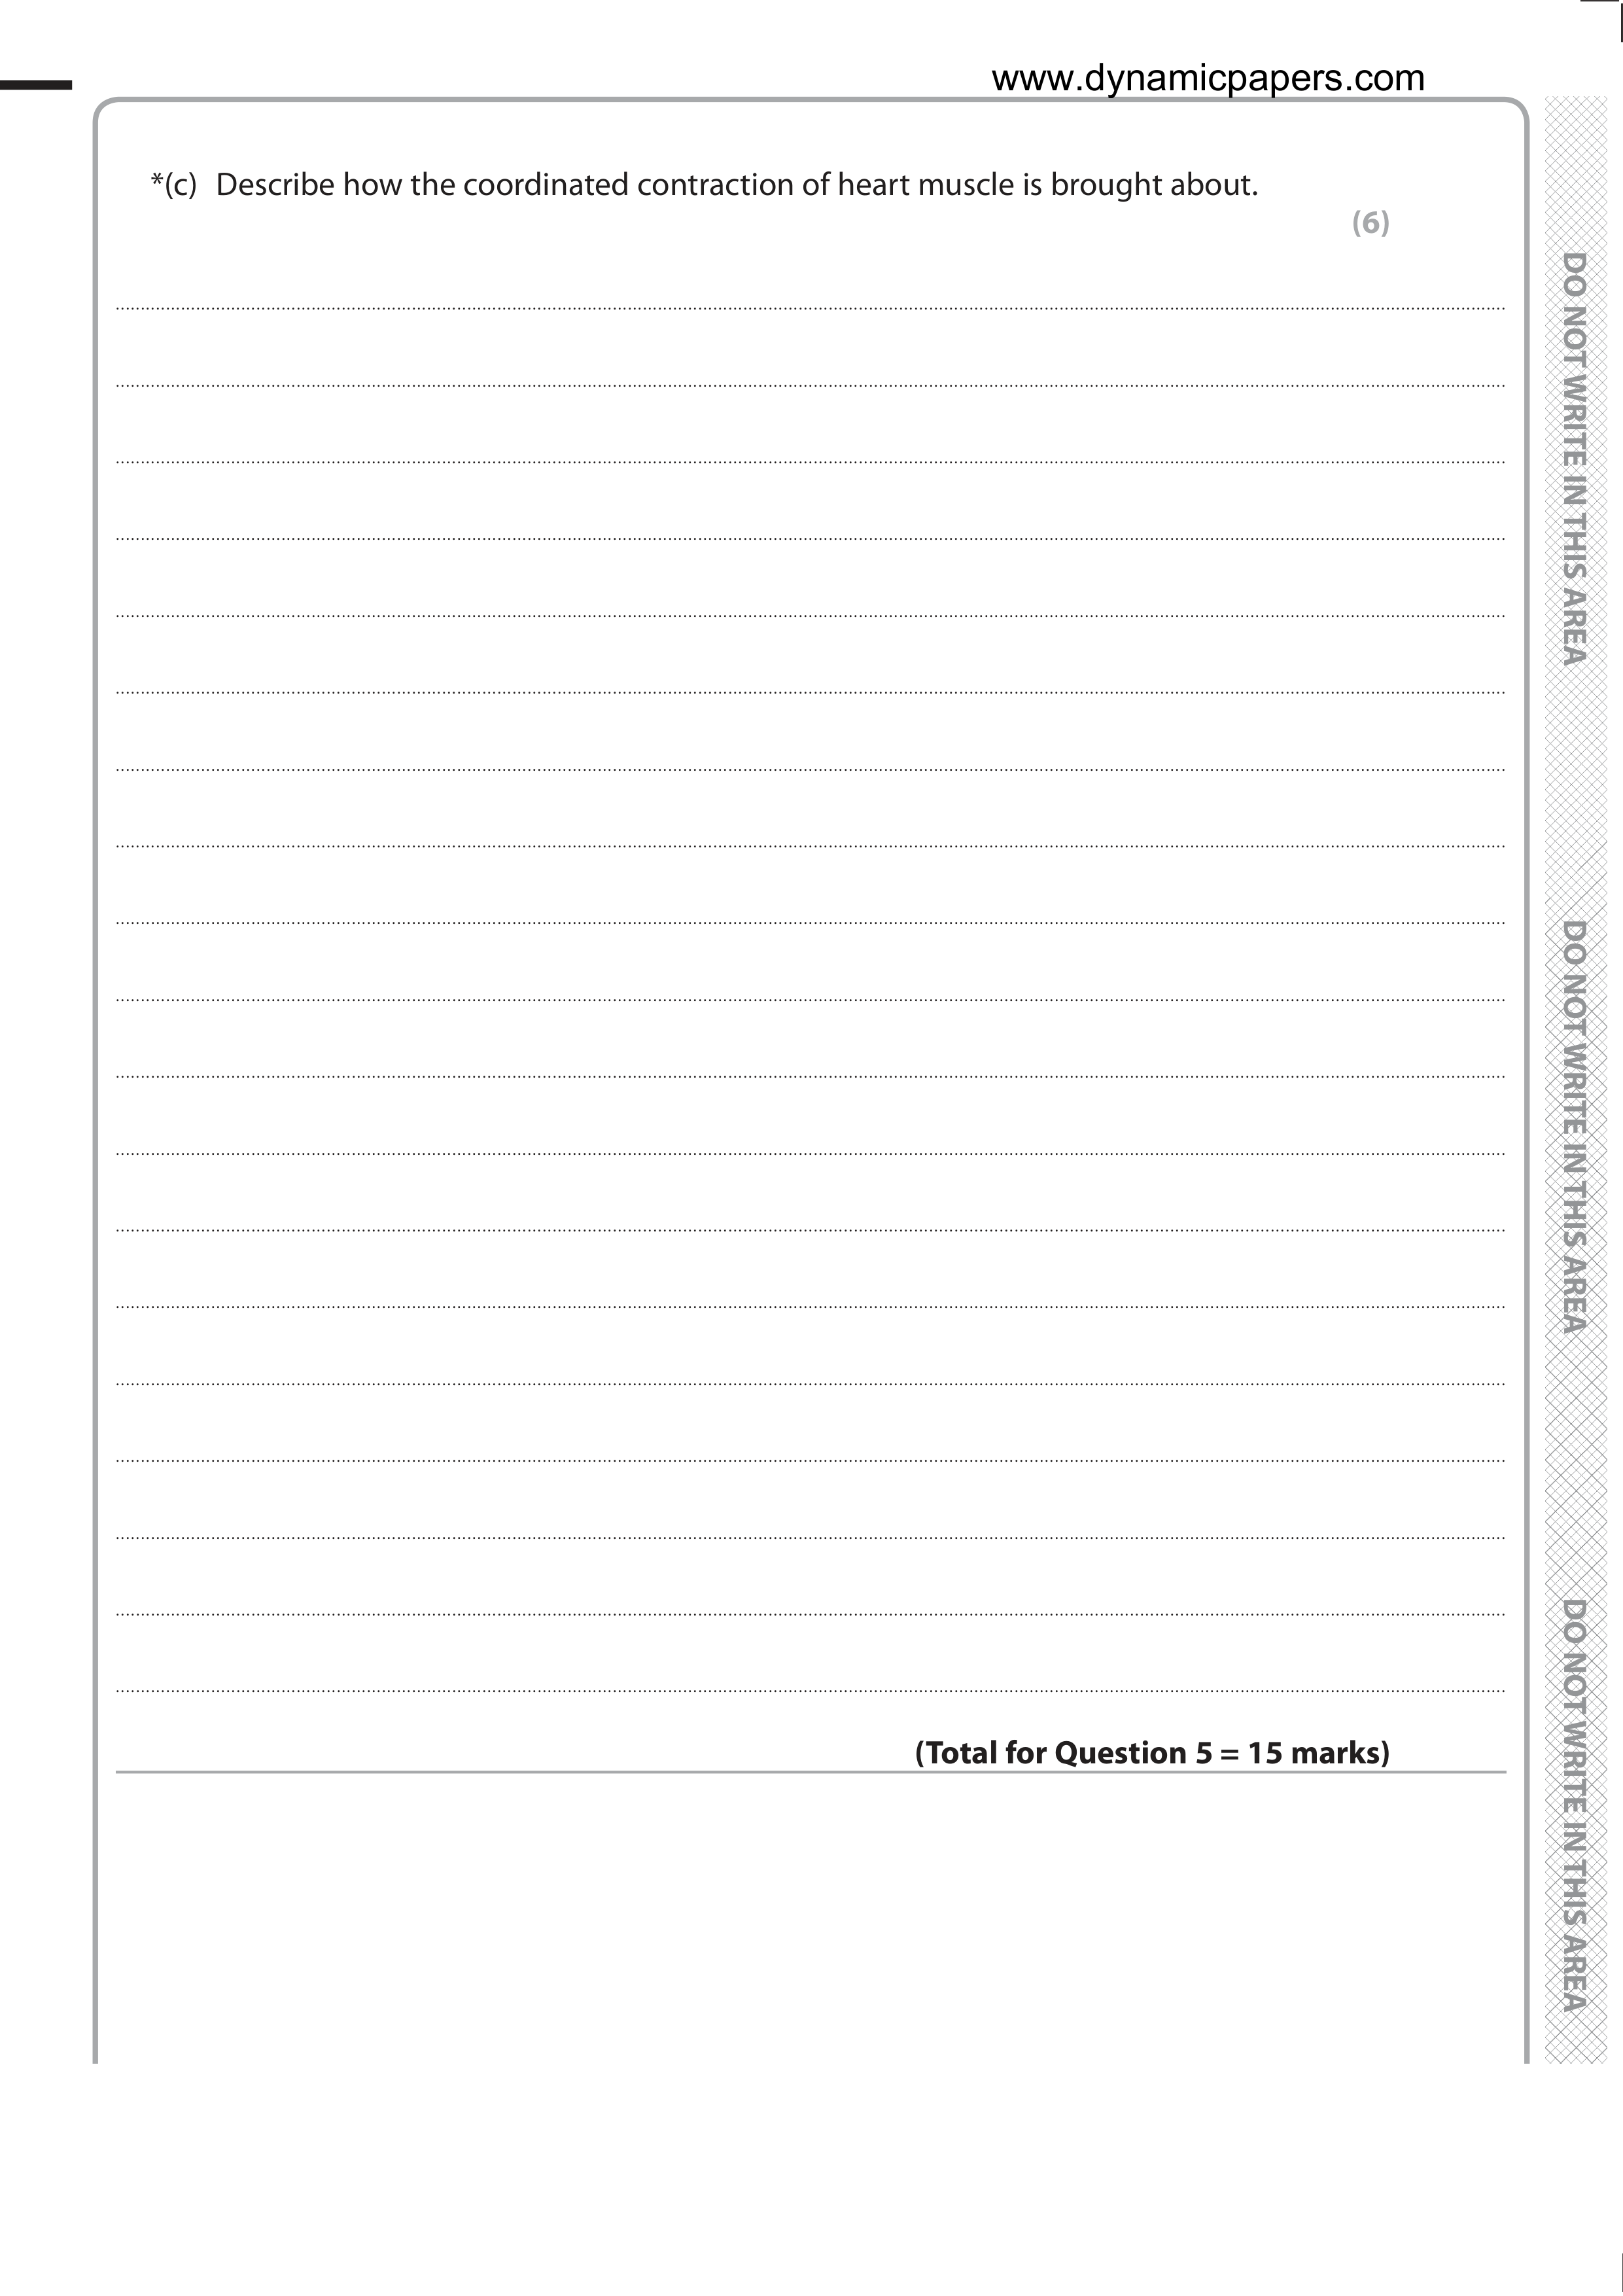 www.dynamicpapers.com
*(c) Describe how the coordinated contraction of heart muscle is brought about.
(6)
(Total for Question 5 = 15 marks)
DO NOT WRITE IN THIS AREA
DO NOT WRITE IN THIS AREA
DO NOT WRITE IN THIS AREA